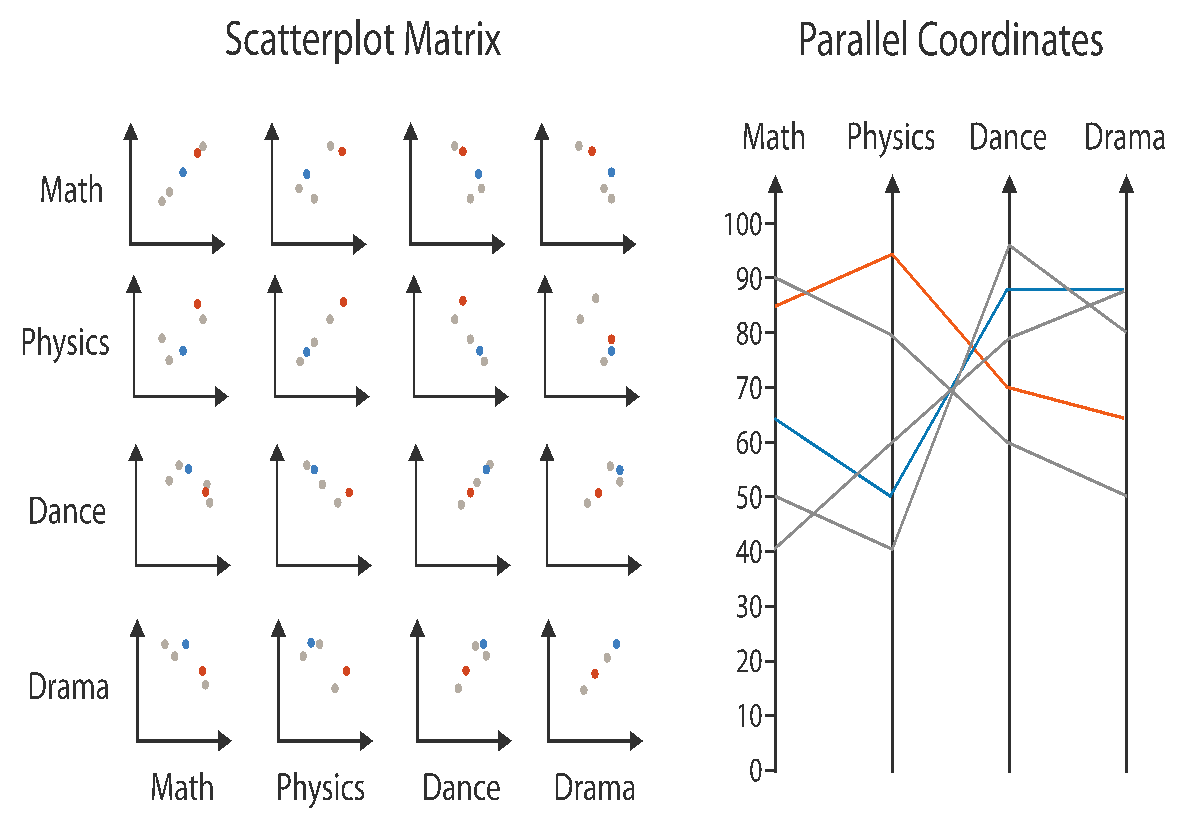 Scatterplot Matrix
Math
Physics
Dance
Drama
Math Physics Dance Drama
Parallel Coordinates
Math Physics Dance Drama
100
90
80
70
60
50
40
30
20
10
0